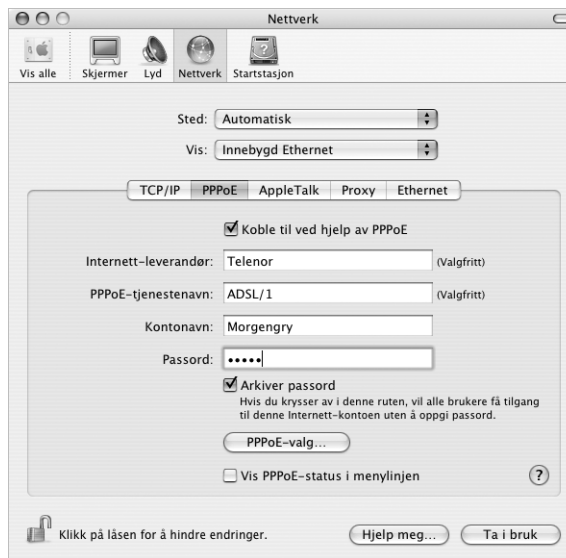 Nettverk
Vis alle Skjermer Lyd Nettverk Startstasjon
Sted: Automatisk
Vis: Innebygd Ethernet
TCP/IP PPPoE AppleTalk Proxy Ethernet
Koble til ved hjelp av PPPoE
Internett-leverandør: Telenor (Valgfritt)
PPPoE-tjenestenavn: ADSL/1 (Valgfritt)
Kontonavn: Morgengry
Passord: •••••
Arkiver passord
Hvis du krysser av i denne ruten, vil alle brukere få tilgang
til denne Internett-kontoen uten å oppgi passord.
PPPoE-valg...
Vis PPPoE-status i menylinjen ?
Klikk på låsen for å hindre endringer. Hjelp meg... Ta i bruk